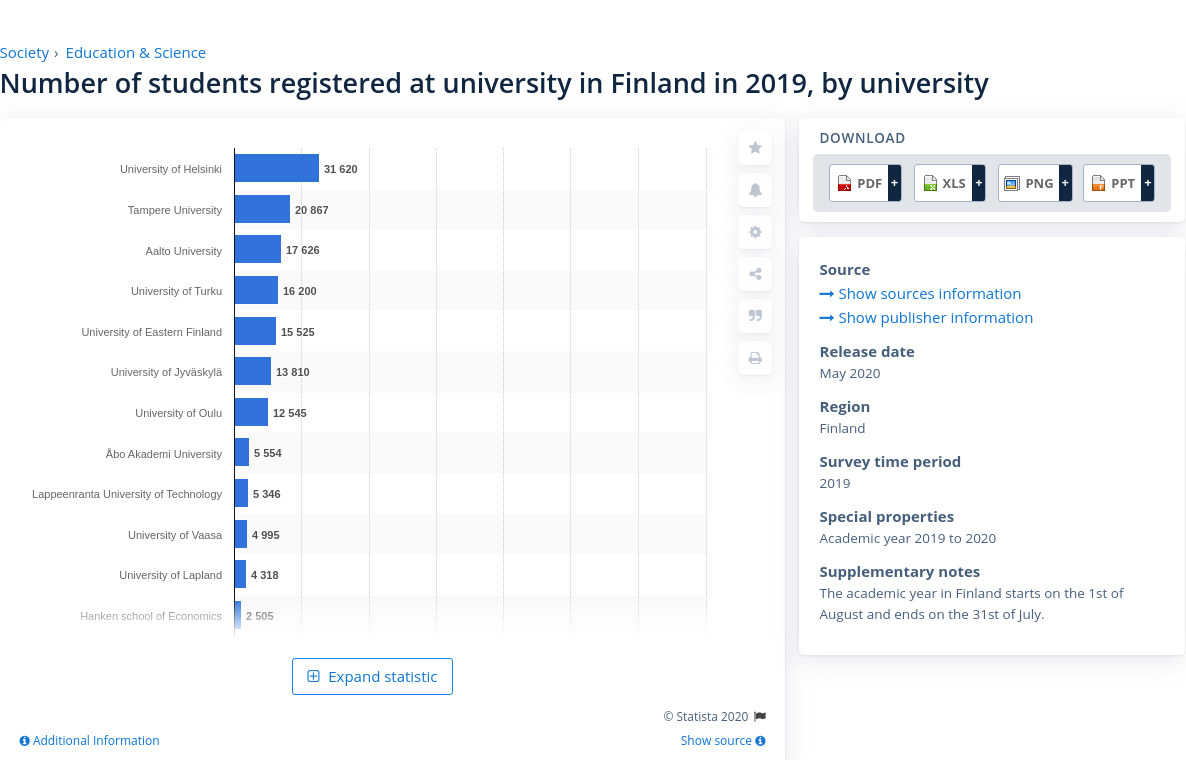 Society › Education & Science
Number of students registered at university in Finland in 2019, by university
University of Helsinki 31 620
Tampere University 20 867
Aalto University 17 626
University of Turku 16 200
University of Eastern Finland 15 525
University of Jyväskylä 13 810
University of Oulu 12 545
Åbo Akademi University 5 554
Lappeenranta University of Technology 5 346
University of Vaasa 4 995
University of Lapland 4 318
Hanken school of Economics 2 505
Expand statistic
© Statista 2020
Additional Information
Show source
DOWNLOAD
PDF + XLS + PNG + PPT +
Source
Show sources information
Show publisher information
Release date
May 2020
Region
Finland
Survey time period
2019
Special properties
Academic year 2019 to 2020
Supplementary notes
The academic year in Finland starts on the 1st of
August and ends on the 31st of July.